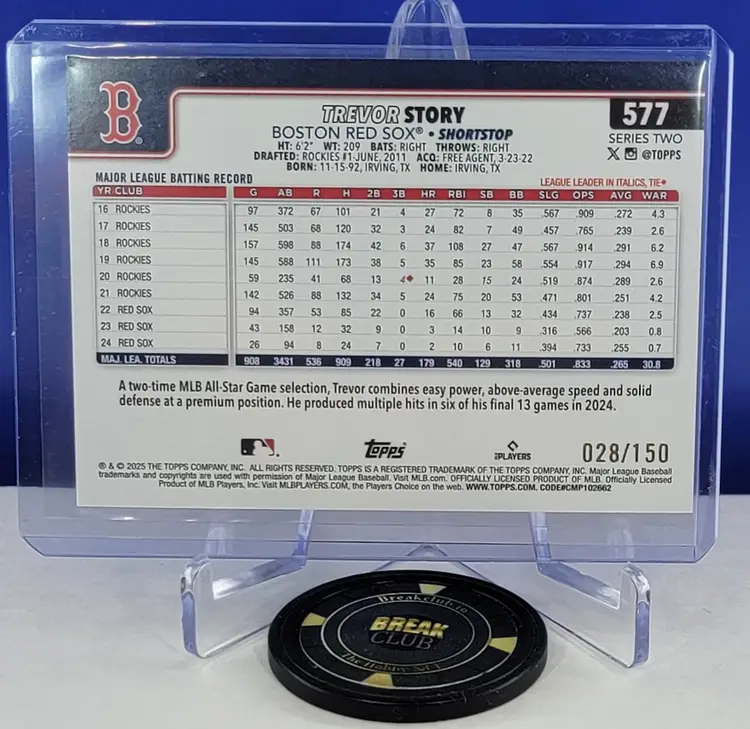 B
TREVOR STORY
577
BOSTON RED SOX® • SHORTSTOP
SERIES TWO
HT: 6'2" WT: 209 BATS: RIGHT THROWS: RIGHT
@TOPPS
DRAFTED: ROCKIES #1-JUNE, 2011 ACQ: FREE AGENT, 3-23-22
BORN: 11-15-92, IRVING, TX HOME: IRVING, TX
MAJOR LEAGUE BATTING RECORD
LEAGUE LEADER IN ITALICS, TIE♦
YR CLUB G AB R H 2B 3B HR RBI SB BB SLG OPS AVG WAR
16 ROCKIES 97 372 67 101 21 4 27 72 8 35 .567 .909 .272 4.3
17 ROCKIES 145 503 68 120 32 3 24 82 7 49 .457 .765 .239 2.6
18 ROCKIES 157 598 88 174 42 6 37 108 27 47 .567 .914 .291 6.2
19 ROCKIES 145 588 111 173 38 5 35 85 23 58 .554 .917 .294 6.9
20 ROCKIES 59 235 41 68 13 4♦ 11 28 15 24 .519 .874 .289 2.6
21 ROCKIES 142 526 88 132 34 5 24 75 20 53 .471 .801 .251 4.2
22 RED SOX 94 357 53 85 22 0 16 66 13 32 .434 .737 .238 2.5
23 RED SOX 43 158 12 32 9 0 3 14 10 9 .316 .566 .203 0.8
24 RED SOX 26 94 8 24 7 0 2 10 6 11 .394 .733 .255 0.7
MAJ. LEA. TOTALS 908 3431 536 909 218 27 179 540 129 318 .501 .833 .265 30.8
A two-time MLB All-Star Game selection, Trevor combines easy power, above-average speed and solid
defense at a premium position. He produced multiple hits in six of his final 13 games in 2024.
Topps
PLAYERS
028/150
® & © 2025 THE TOPPS COMPANY, INC. ALL RIGHTS RESERVED. TOPPS IS A REGISTERED TRADEMARK OF THE TOPPS COMPANY, INC. Major League Baseball
trademarks and copyrights are used with permission of Major League Baseball. Visit MLB.com. OFFICIALLY LICENSED PRODUCT OF MLB. Officially Licensed
Product of MLB Players, Inc. Visit MLBPLAYERS.COM, the Players Choice on the web. WWW.TOPPS.COM. CODE#CMP102662
Breakclub.io
BREAK
CLUB